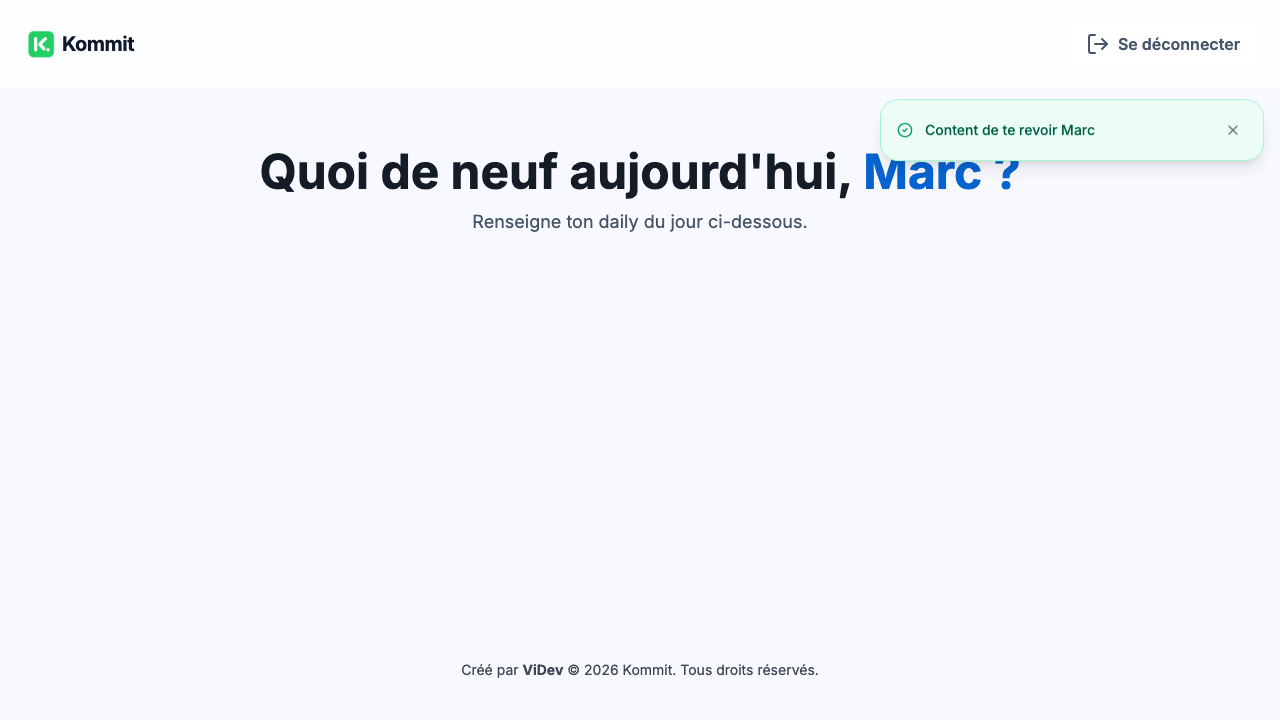 Kommit
Se déconnecter
Content de te revoir Marc
Quoi de neuf aujourd'hui, Marc ?
Renseigne ton daily du jour ci-dessous.
Créé par ViDev © 2026 Kommit. Tous droits réservés.